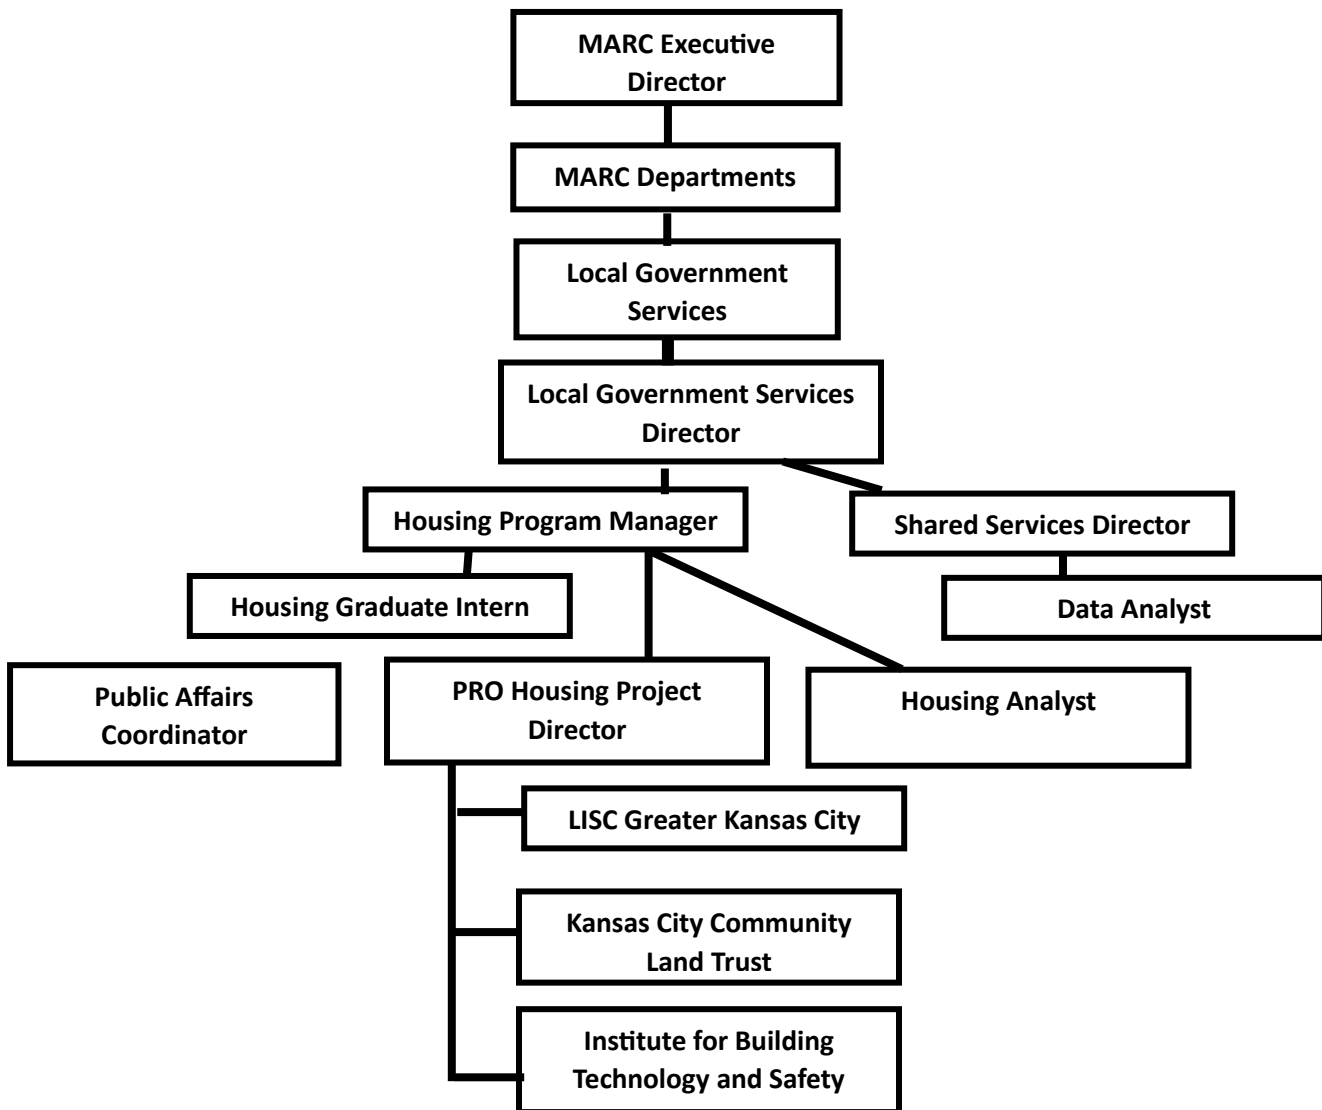 MARC Executive
Director
MARC Departments
Local Government
Services
Local Government Services
Director
Housing Program Manager
Shared Services Director
Housing Graduate Intern
Data Analyst
Public Affairs
Coordinator
PRO Housing Project
Director
Housing Analyst
LISC Greater Kansas City
Kansas City Community
Land Trust
Institute for Building
Technology and Safety